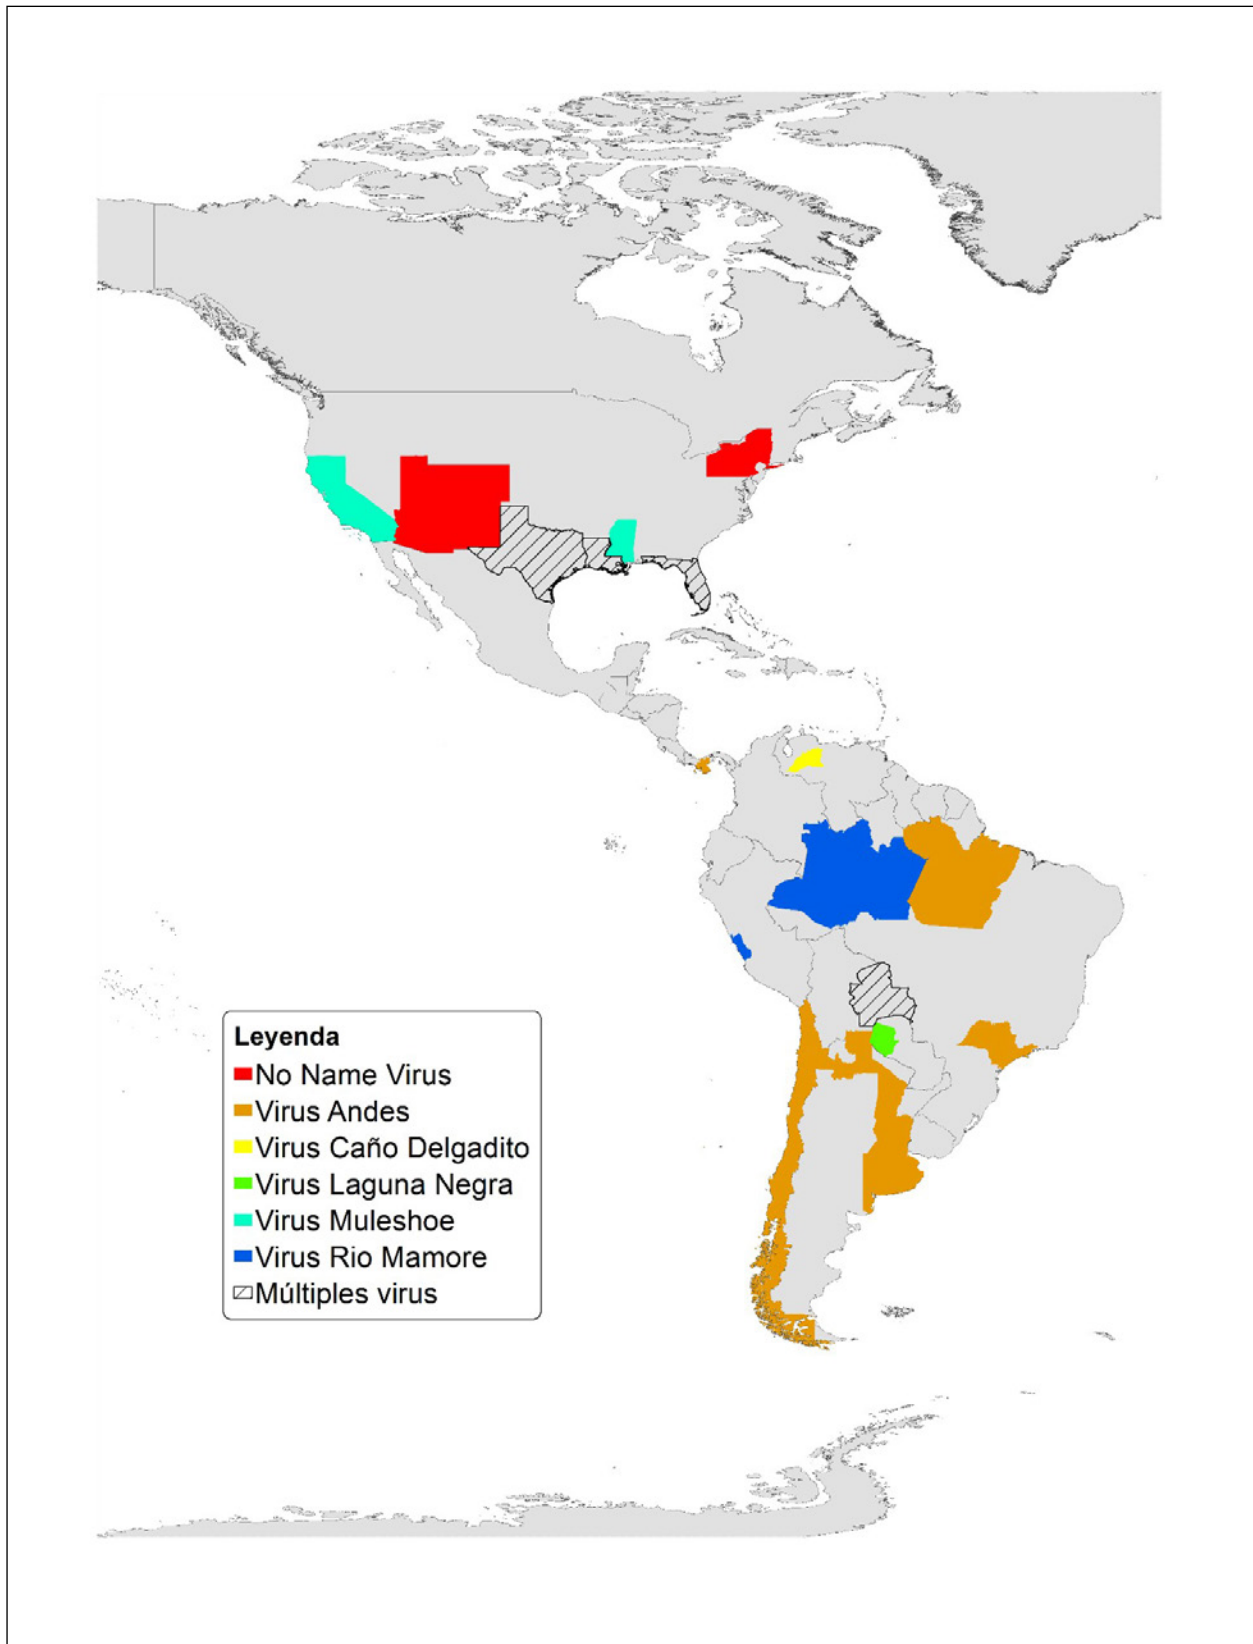 Leyenda
No Name Virus
Virus Andes
Virus Caño Delgadito
Virus Laguna Negra
Virus Muleshoe
Virus Rio Mamore
Múltiples virus